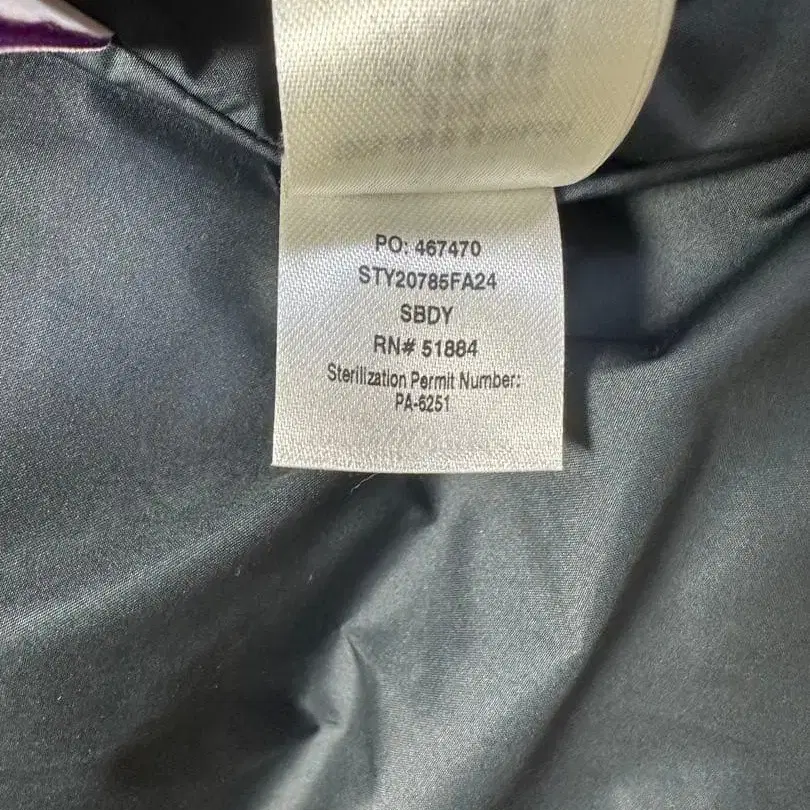 PO: 467470
STY20785FA24
SBDY
RN# 51884
Sterilization Permit Number:
PA-6251